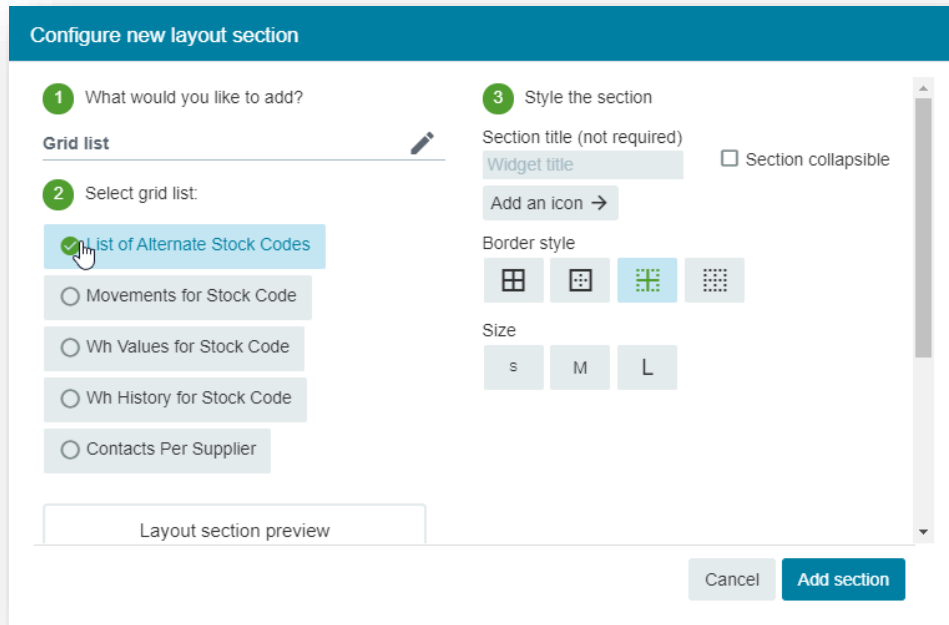 Configure new layout section
1 What would you like to add?
Grid list
2 Select grid list:
List of Alternate Stock Codes
Movements for Stock Code
Wh Values for Stock Code
Wh History for Stock Code
Contacts Per Supplier
Layout section preview
3 Style the section
Section title (not required)
Widget title
Section collapsible
Add an icon →
Border style
Size
S M L
Cancel Add section